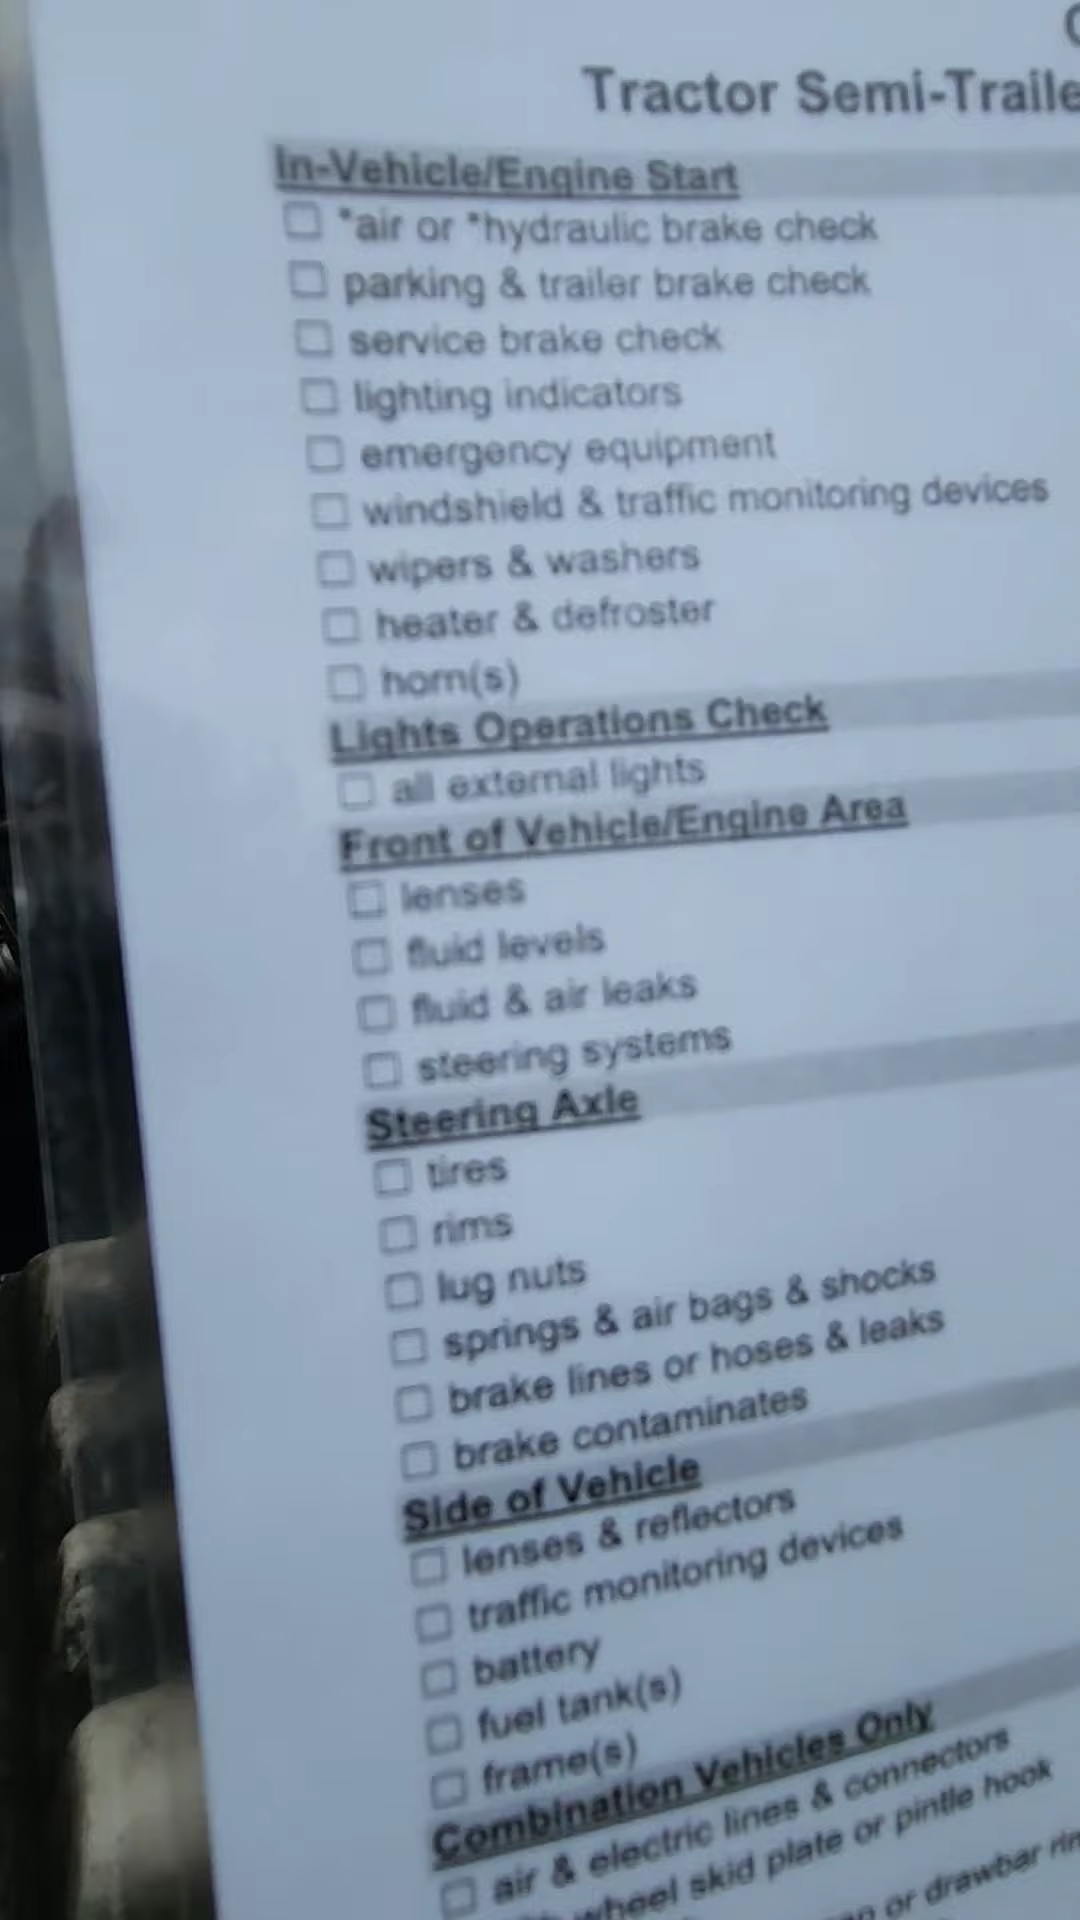 Tractor Semi-Traile
In-Vehicle/Engine Start
*air or *hydraulic brake check
parking & trailer brake check
service brake check
lighting indicators
emergency equipment
windshield & traffic monitoring devices
wipers & washers
heater & defroster
horn(s)
Lights Operations Check
all external lights
Front of Vehicle/Engine Area
lenses
fluid levels
fluid & air leaks
steering systems
Steering Axle
tires
rims
lug nuts
springs & air bags & shocks
brake lines or hoses & leaks
brake contaminates
Side of Vehicle
lenses & reflectors
traffic monitoring devices
battery
fuel tank(s)
frame(s)
Combination Vehicles Only
air & electric lines & connectors
wheel skid plate or pintle hook
or drawbar